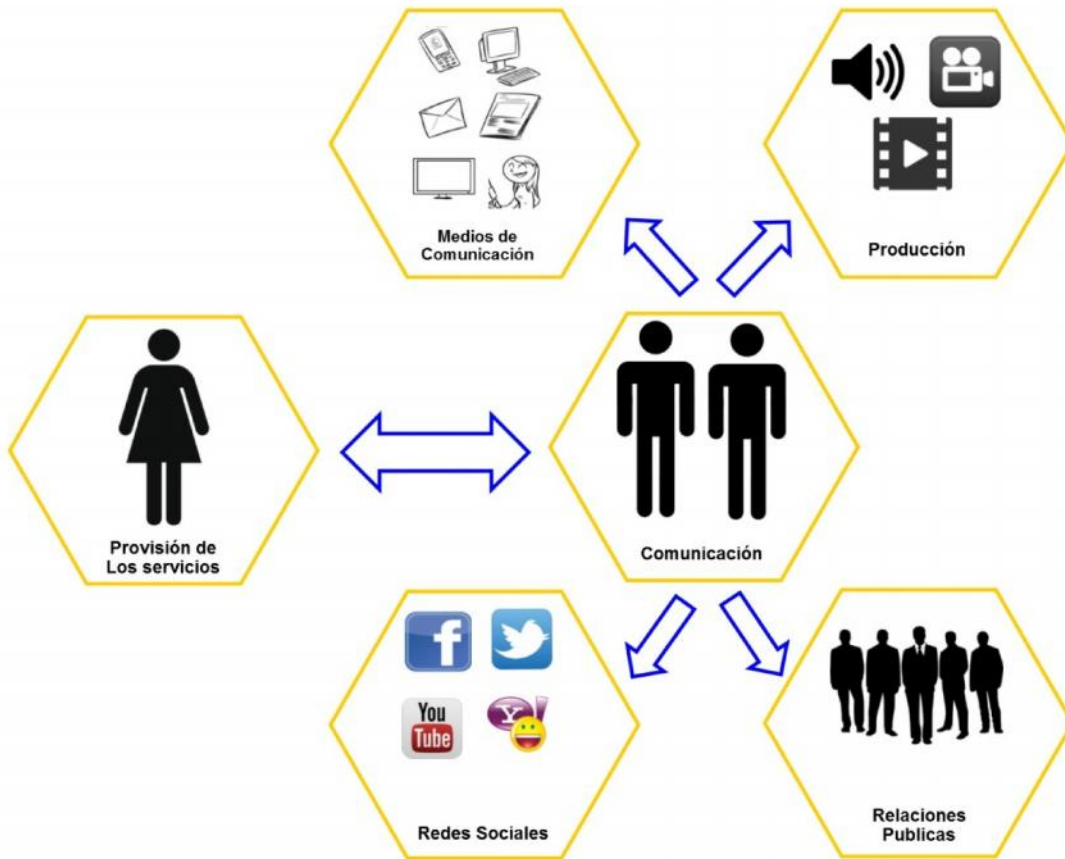 Medios de
Comunicación
Producción
Provisión de
Los servicios
Comunicación
f
You
Tube
Y!
Redes Sociales
Relaciones
Publicas